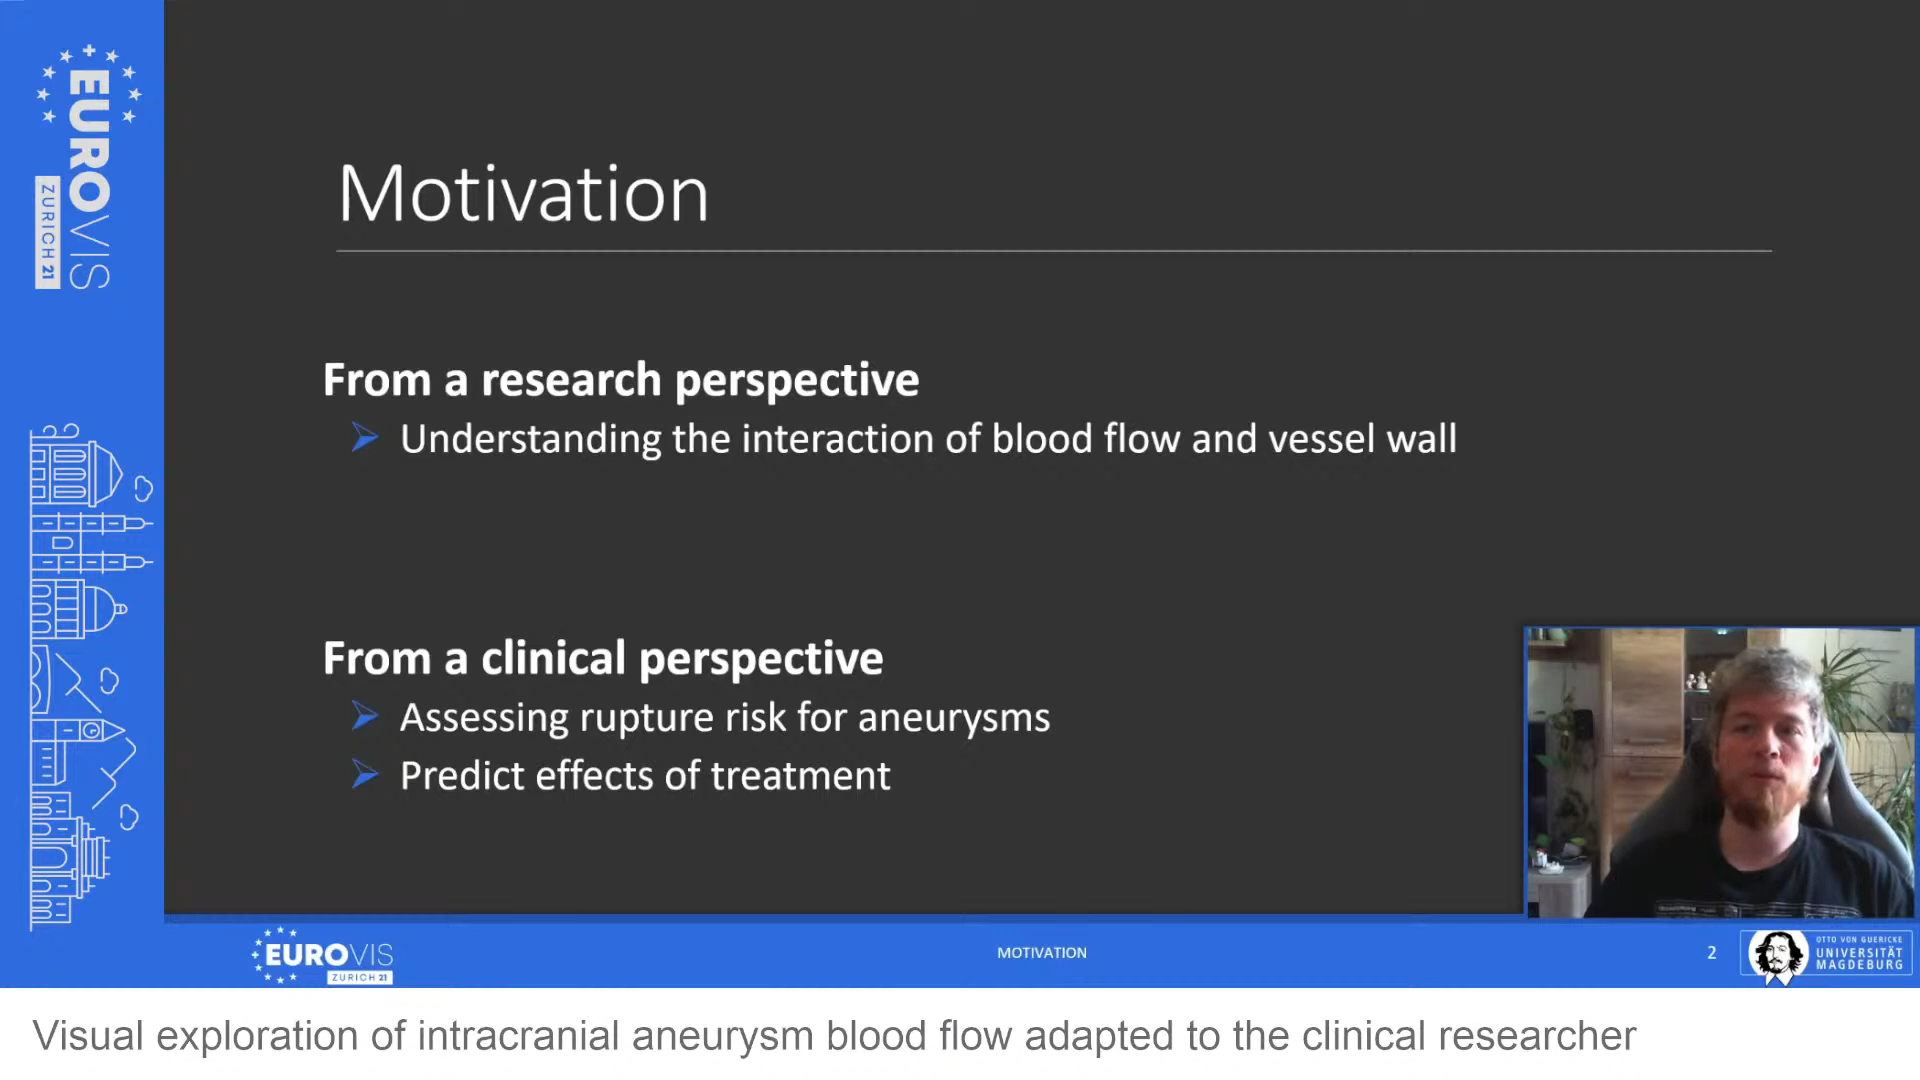 EUROVIS
ZURICH 21
Motivation
From a research perspective
Understanding the interaction of blood flow and vessel wall
From a clinical perspective
Assessing rupture risk for aneurysms
Predict effects of treatment
EUROVIS
ZURICH 21
MOTIVATION
2
OTTO VON GUERICKE
UNIVERSITÄT
MAGDEBURG
Visual exploration of intracranial aneurysm blood flow adapted to the clinical researcher